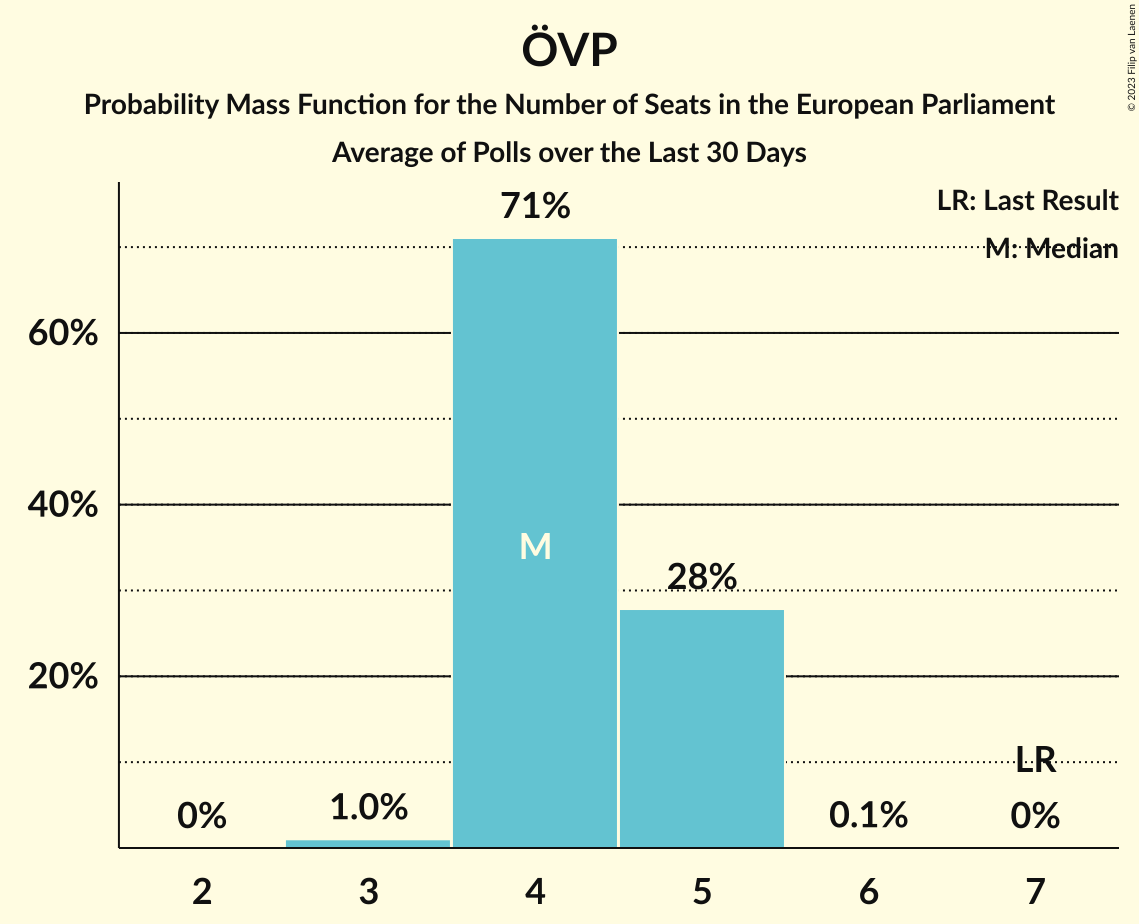 ÖVP
Probability Mass Function for the Number of Seats in the European Parliament
Average of Polls over the Last 30 Days
© 2023 Filip van Laenen
LR: Last Result
M: Median
71%
60%
40%
M
28%
20%
LR
0%
1.0%
0.1%
0%
2
3
4
5
6
7